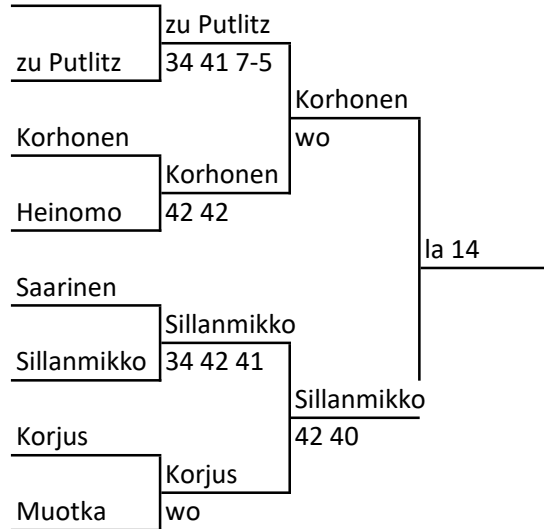 zu Putlitz
zu Putlitz
34 41 7-5
Korhonen
Korhonen
wo
Korhonen
Heinomo
42 42
la 14
Saarinen
Sillanmikko
Sillanmikko
34 42 41
Sillanmikko
Korjus
42 40
Korjus
Muotka
wo